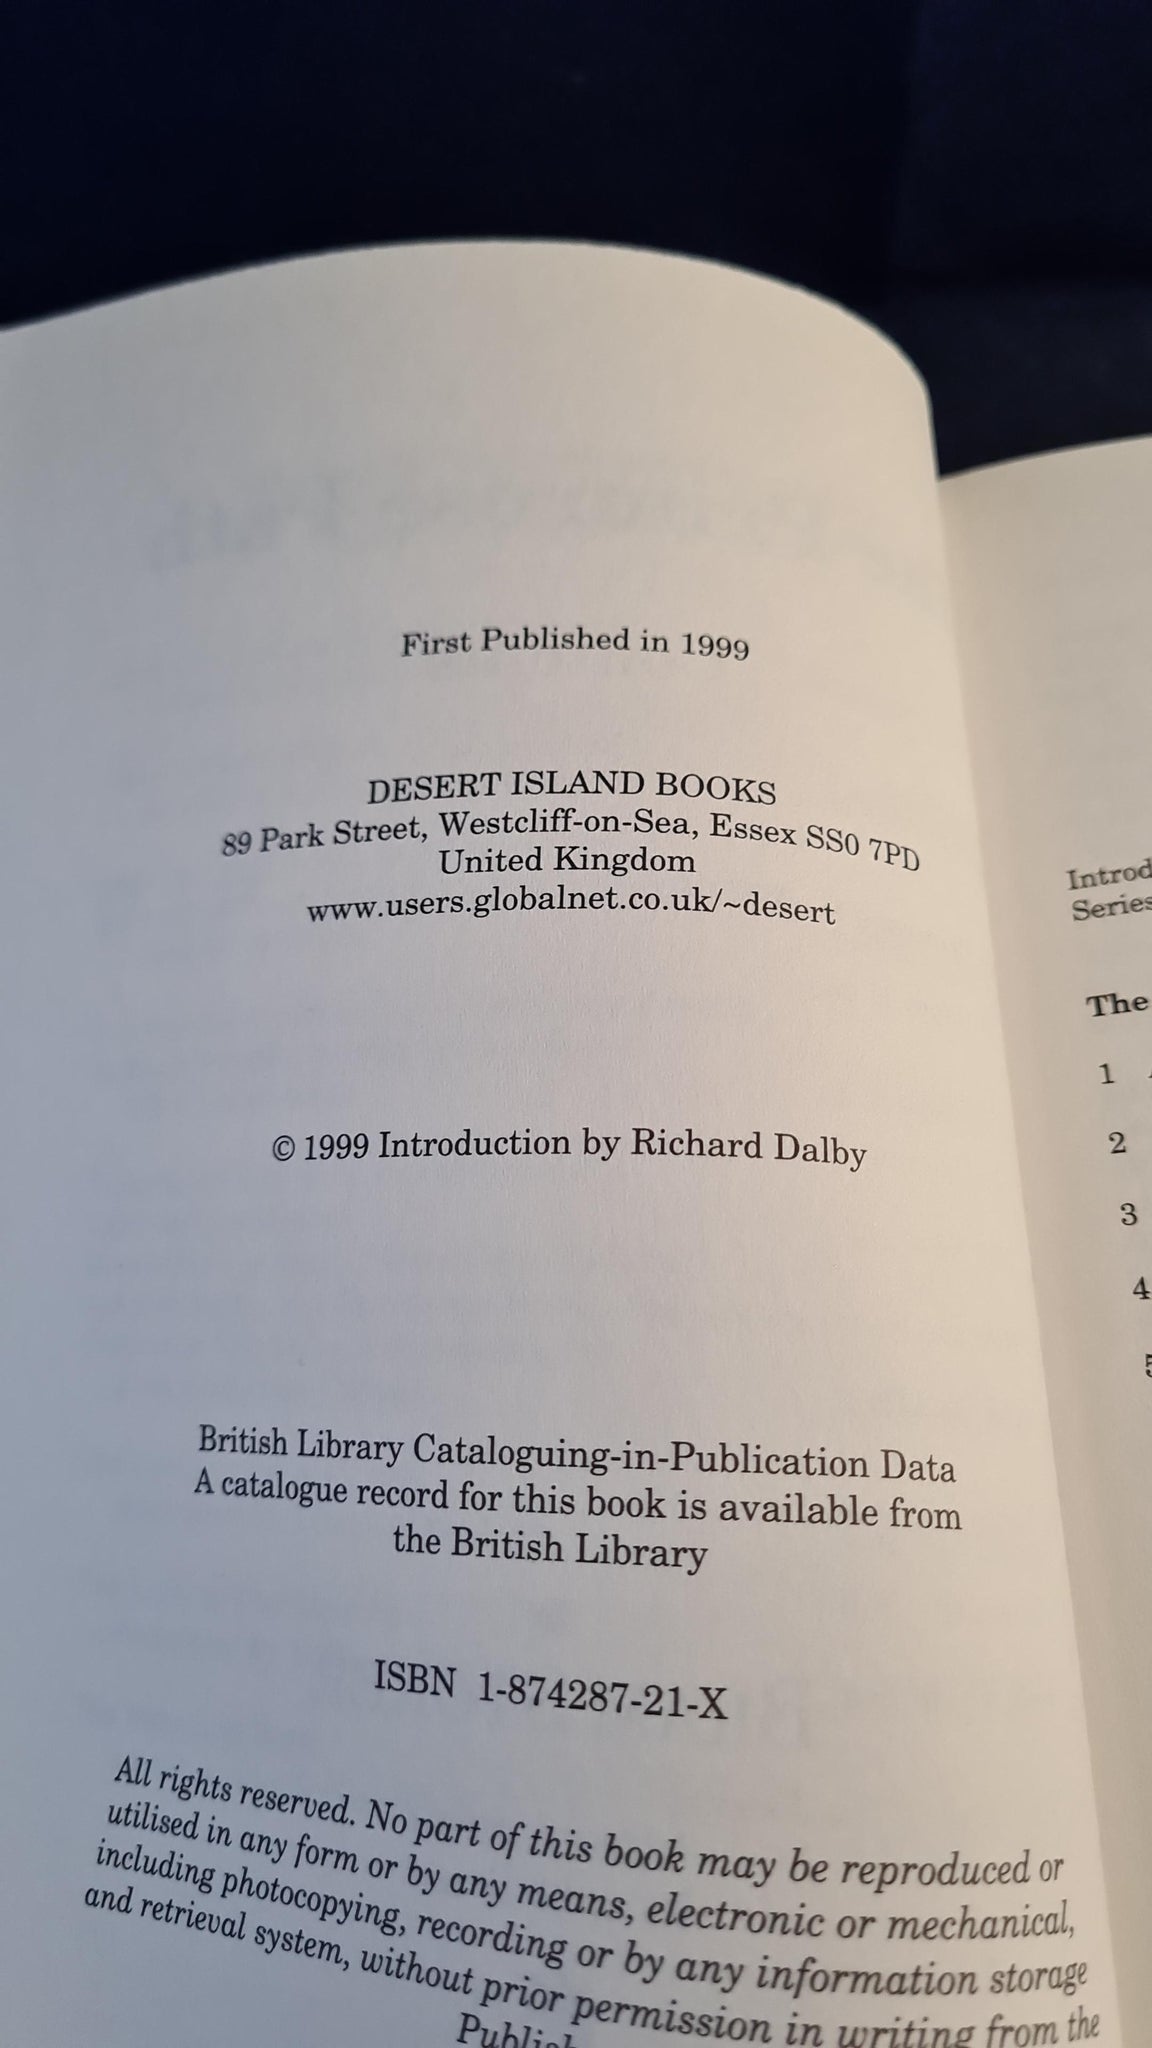 First Published in 1999
DESERT ISLAND BOOKS
89 Park Street, Westcliff-on-Sea, Essex SS0 7PD
United Kingdom
www.users.globalnet.co.uk/~desert
© 1999 Introduction by Richard Dalby
British Library Cataloguing-in-Publication Data
A catalogue record for this book is available from
the British Library
ISBN 1-874287-21-X
All rights reserved. No part of this book may be reproduced or
utilised in any form or by any means, electronic or mechanical,
including photocopying, recording or by any information storage
and retrieval system, without prior permission in writing from the
Publish
Introd
Series
The
1
2
3
4
5